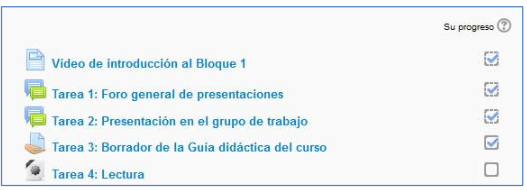 Su progreso
Vídeo de introducción al Bloque 1
Tarea 1: Foro general de presentaciones
Tarea 2: Presentación en el grupo de trabajo
Tarea 3: Borrador de la Guía didáctica del curso
Tarea 4: Lectura